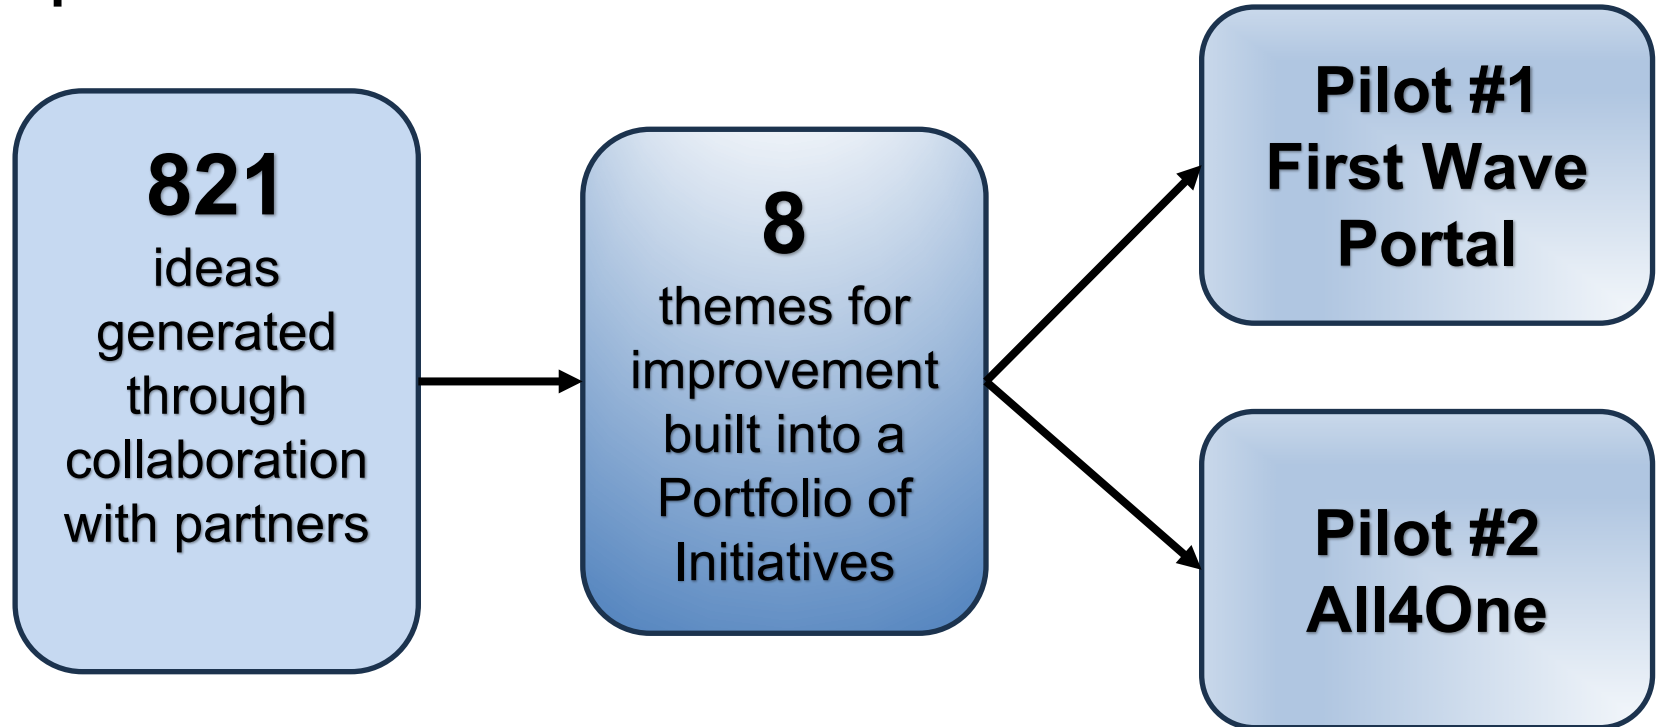 821
ideas
generated
through
collaboration
with partners
8
themes for
improvement
built into a
Portfolio of
Initiatives
Pilot #1
First Wave
Portal
Pilot #2
All4One